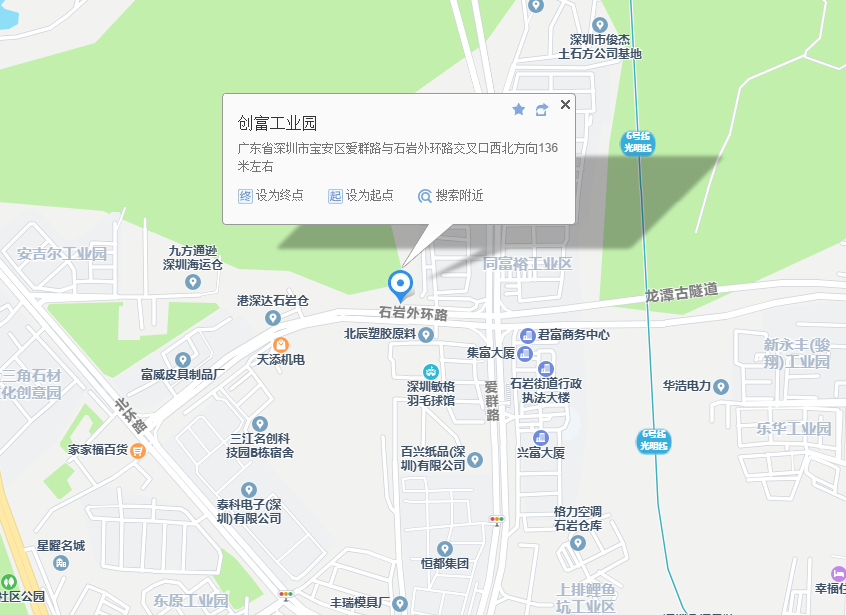 深圳市俊杰
土石方公司基地
6号线
光明线
创富工业园
广东省深圳市宝安区爱群路与石岩外环路交叉口西北方向136
米左右
终 设为终点
起 设为起点
搜索附近
安吉尔工业园
九方通逊
深圳海运仓
同富裕工业区
龙潭古隧道
港深达石岩仓
石岩外环路
北辰塑胶原料
君富商务中心
集富大厦
天添机电
富威皮具制品厂
新永丰(骏
翔)工业园
三角石材
文化创意园
深圳敏格
羽毛球馆
石岩街道行政
执法大楼
华浩电力
爱群路
北环路
乐华工业园
三江名创科
技园B栋宿舍
家家福百货
6号线
光明线
百兴纸品(深
圳)有限公司
兴富大厦
泰科电子(深
圳)有限公司
格力空调
石岩仓库
星耀名城
恒都集团
社区公园
东原工业园
丰瑞模具厂
上排鲤鱼
坑工业区
幸福任